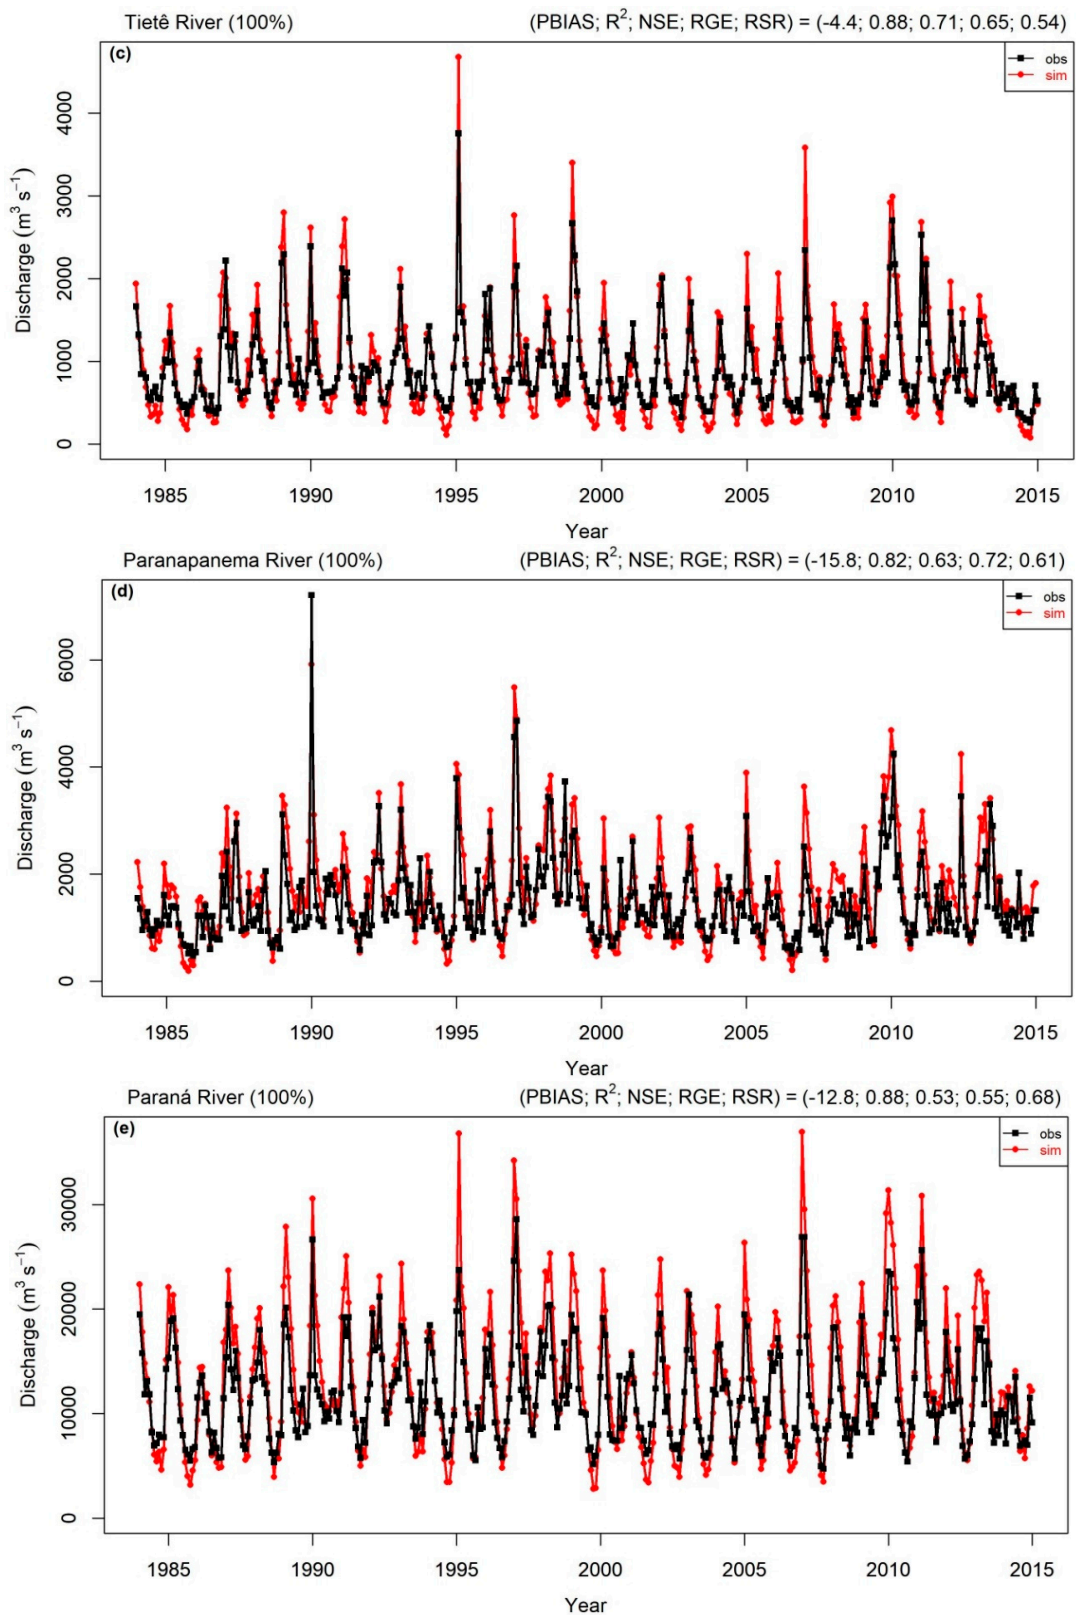 Tietê River (100%) (PBIAS; R²; NSE; RGE; RSR) = (-4.4; 0.88; 0.71; 0.65; 0.54)
(c)
obs
sim
Discharge (m³ s⁻¹)
4000
3000
2000
1000
0
1985 1990 1995 2000 2005 2010 2015
Year
Paranapanema River (100%) (PBIAS; R²; NSE; RGE; RSR) = (-15.8; 0.82; 0.63; 0.72; 0.61)
(d)
obs
sim
Discharge (m³ s⁻¹)
6000
4000
2000
0
1985 1990 1995 2000 2005 2010 2015
Year
Paraná River (100%) (PBIAS; R²; NSE; RGE; RSR) = (-12.8; 0.88; 0.53; 0.55; 0.68)
(e)
obs
sim
Discharge (m³ s⁻¹)
30000
20000
10000
0
1985 1990 1995 2000 2005 2010 2015
Year